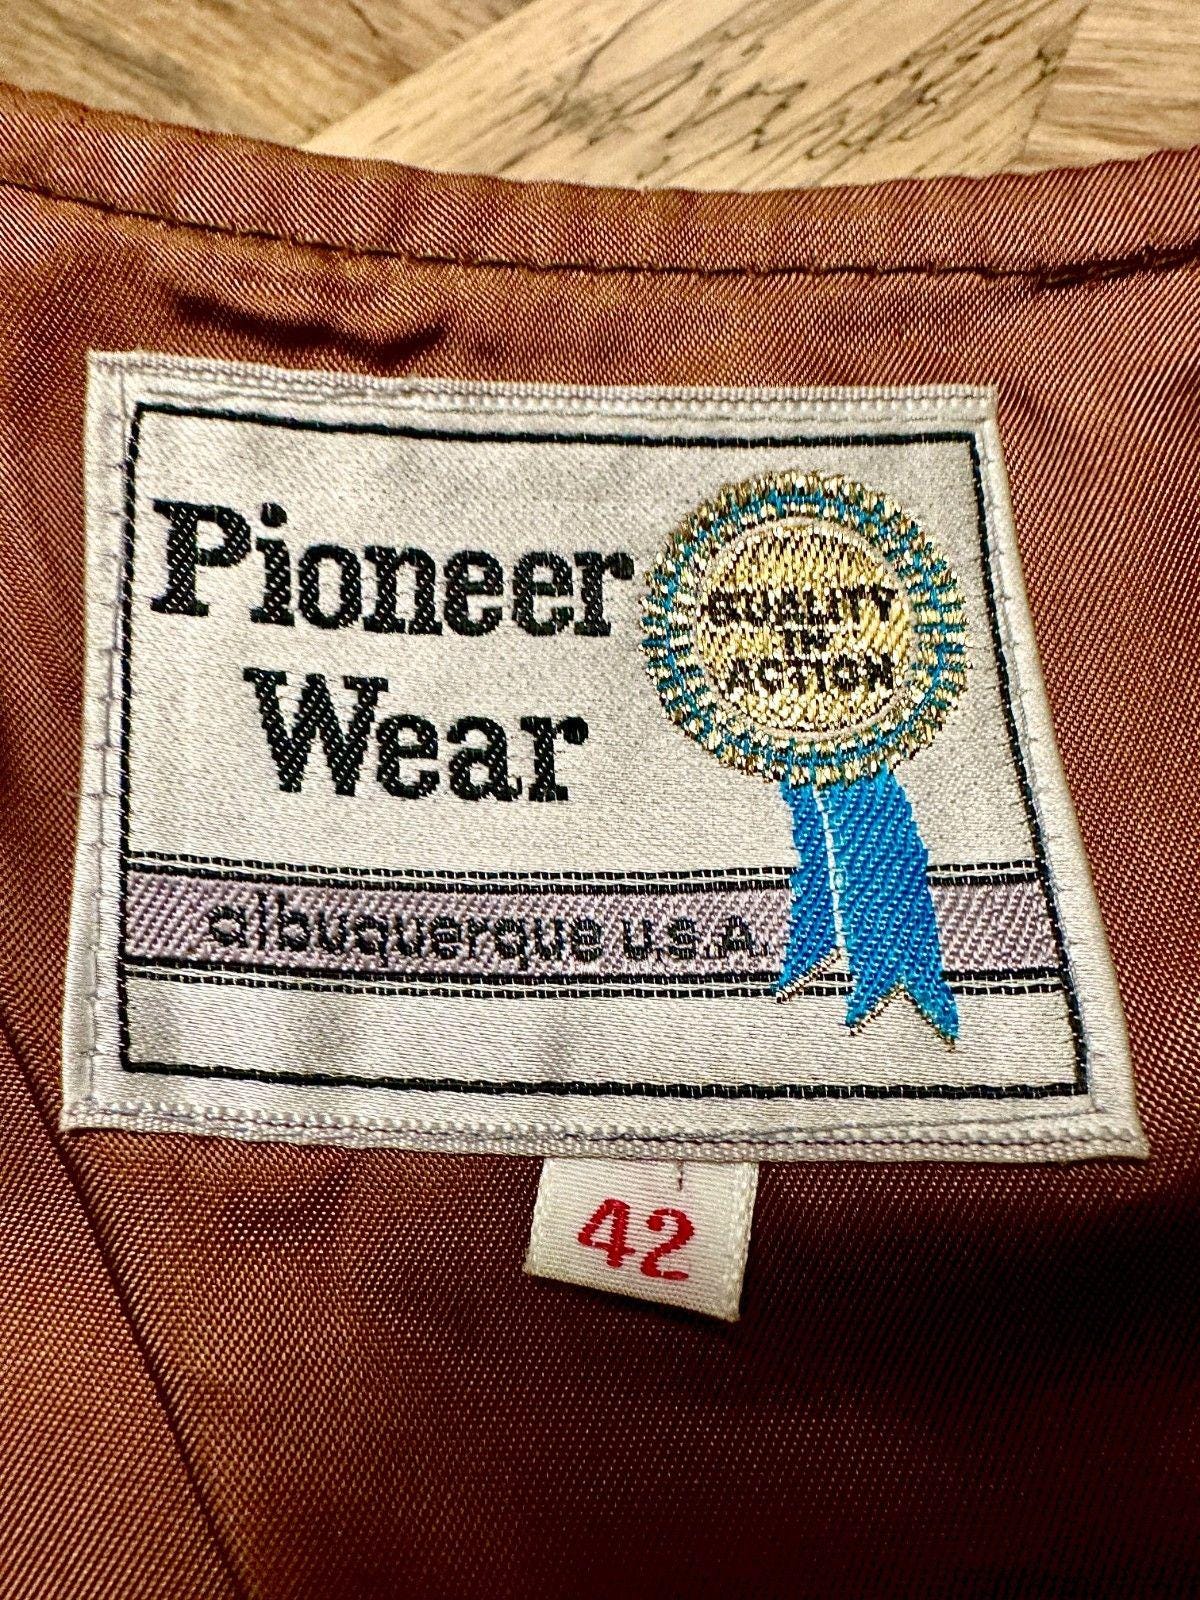 Pioneer
Wear
QUALITY
IN
ACTION
albuquerque u.s.A.
42